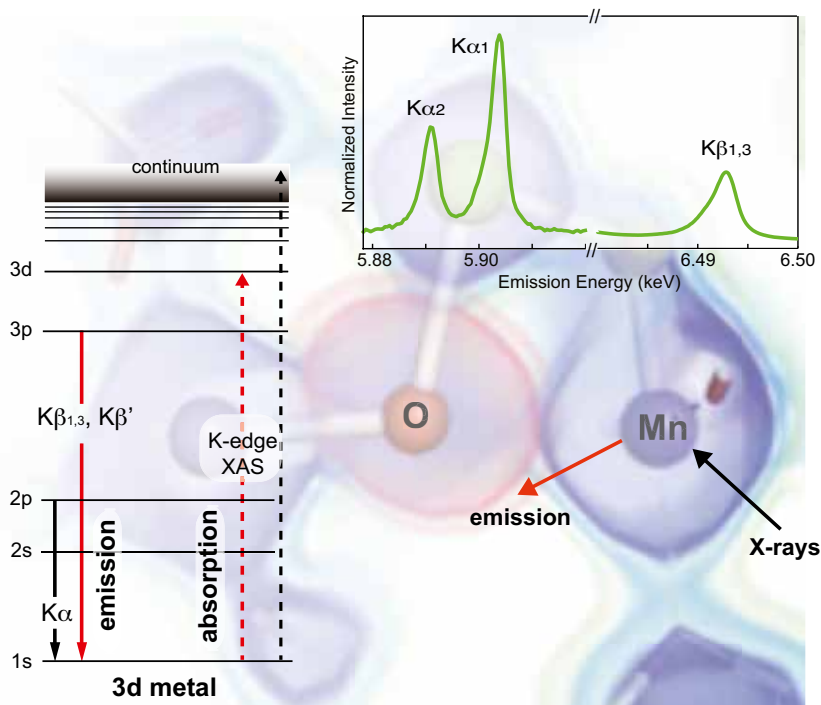 //
Kα1
Kα2
Kβ1,3
Normalized Intensity
//
5.88
5.90
6.49
6.50
Emission Energy (keV)
continuum
3d
3p
Kβ1,3, Kβ’
K-edge
XAS
O
Mn
2p
emission
2s
emission
absorption
X-rays
Kα
1s
3d metal